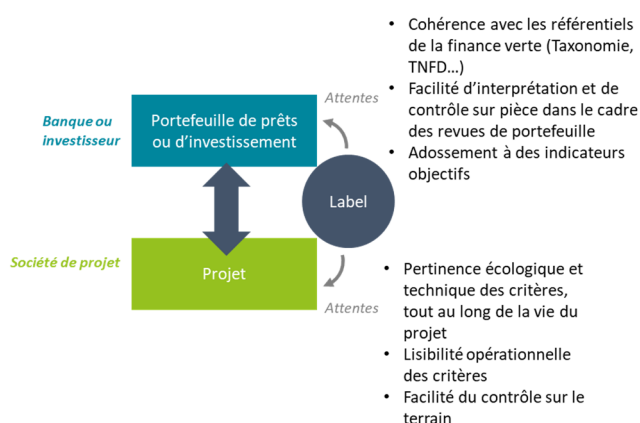 • Cohérence avec les référentiels
de la finance verte (Taxonomie,
TNFD…)
• Facilité d’interprétation et de
contrôle sur pièce dans le cadre
des revues de portefeuille
• Adossement à des indicateurs
objectifs
Attentes
Banque ou
investisseur
Portefeuille de prêts
ou d’investissement
Label
Société de projet
Projet
Attentes
• Pertinence écologique et
technique des critères,
tout au long de la vie du
projet
• Lisibilité opérationnelle
des critères
• Facilité du contrôle sur le
terrain